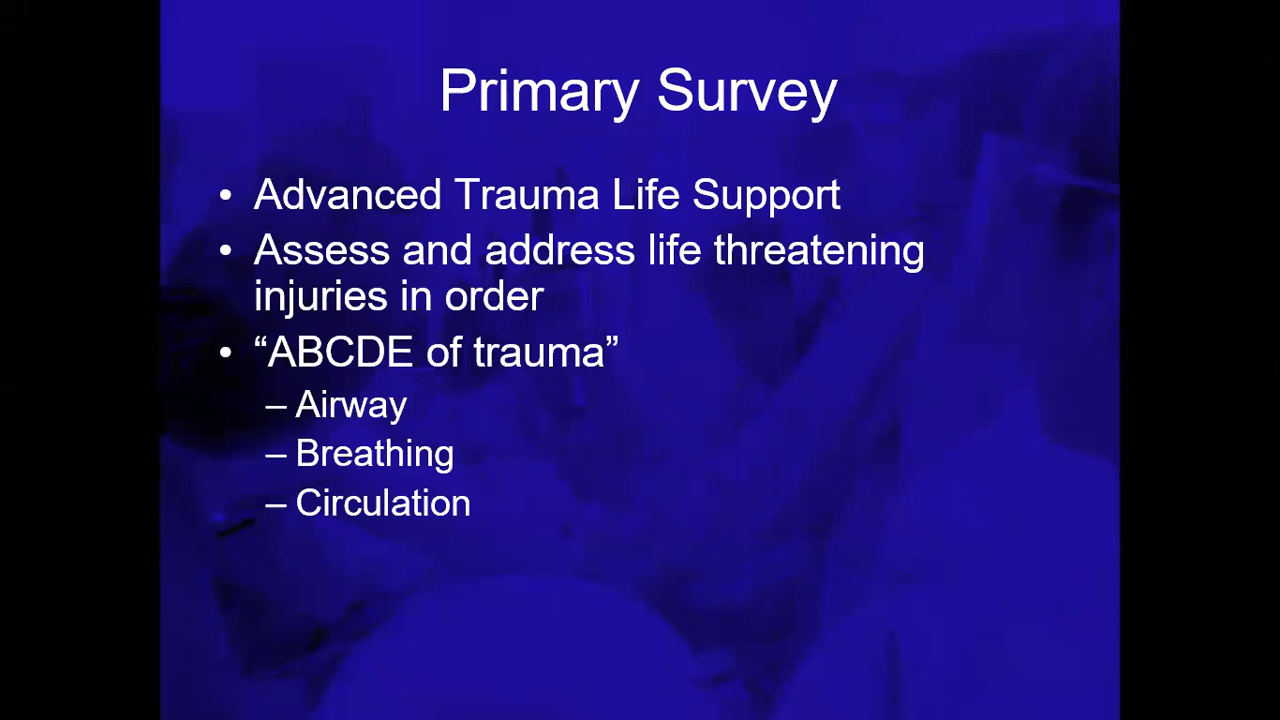 Primary Survey
• Advanced Trauma Life Support
• Assess and address life threatening
injuries in order
• “ABCDE of trauma”
– Airway
– Breathing
– Circulation